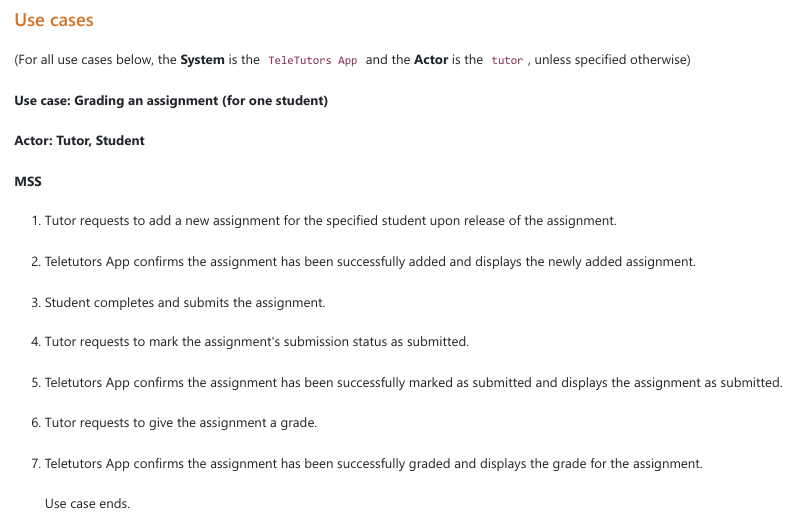 Use cases
(For all use cases below, the System is the TeleTutors App and the Actor is the tutor , unless specified otherwise)
Use case: Grading an assignment (for one student)
Actor: Tutor, Student
MSS
1. Tutor requests to add a new assignment for the specified student upon release of the assignment.
2. Teletutors App confirms the assignment has been successfully added and displays the newly added assignment.
3. Student completes and submits the assignment.
4. Tutor requests to mark the assignment's submission status as submitted.
5. Teletutors App confirms the assignment has been successfully marked as submitted and displays the assignment as submitted.
6. Tutor requests to give the assignment a grade.
7. Teletutors App confirms the assignment has been successfully graded and displays the grade for the assignment.
Use case ends.